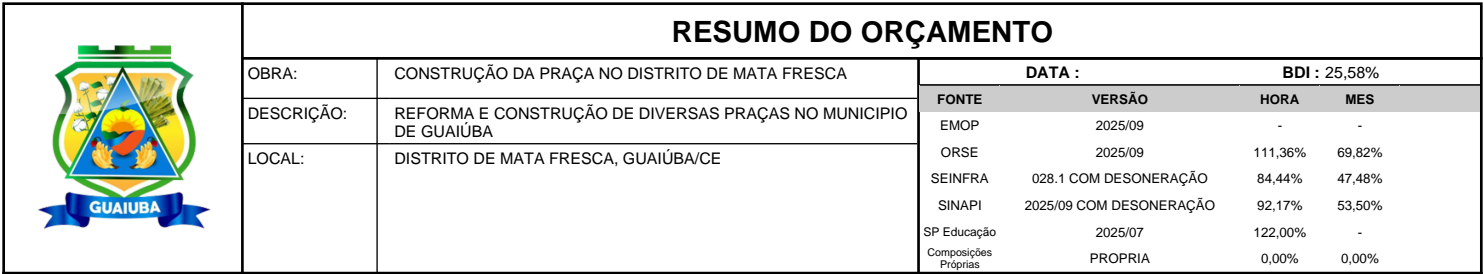 RESUMO DO ORÇAMENTO
GUAIUBA
OBRA: CONSTRUÇÃO DA PRAÇA NO DISTRITO DE MATA FRESCA
DESCRIÇÃO: REFORMA E CONSTRUÇÃO DE DIVERSAS PRAÇAS NO MUNICIPIO
DE GUAIÚBA
LOCAL: DISTRITO DE MATA FRESCA, GUAIÚBA/CE
DATA : BDI : 25,58%
FONTE VERSÃO HORA MES
EMOP 2025/09 - -
ORSE 2025/09 111,36% 69,82%
SEINFRA 028.1 COM DESONERAÇÃO 84,44% 47,48%
SINAPI 2025/09 COM DESONERAÇÃO 92,17% 53,50%
SP Educação 2025/07 122,00% -
Composições
Próprias PROPRIA 0,00% 0,00%